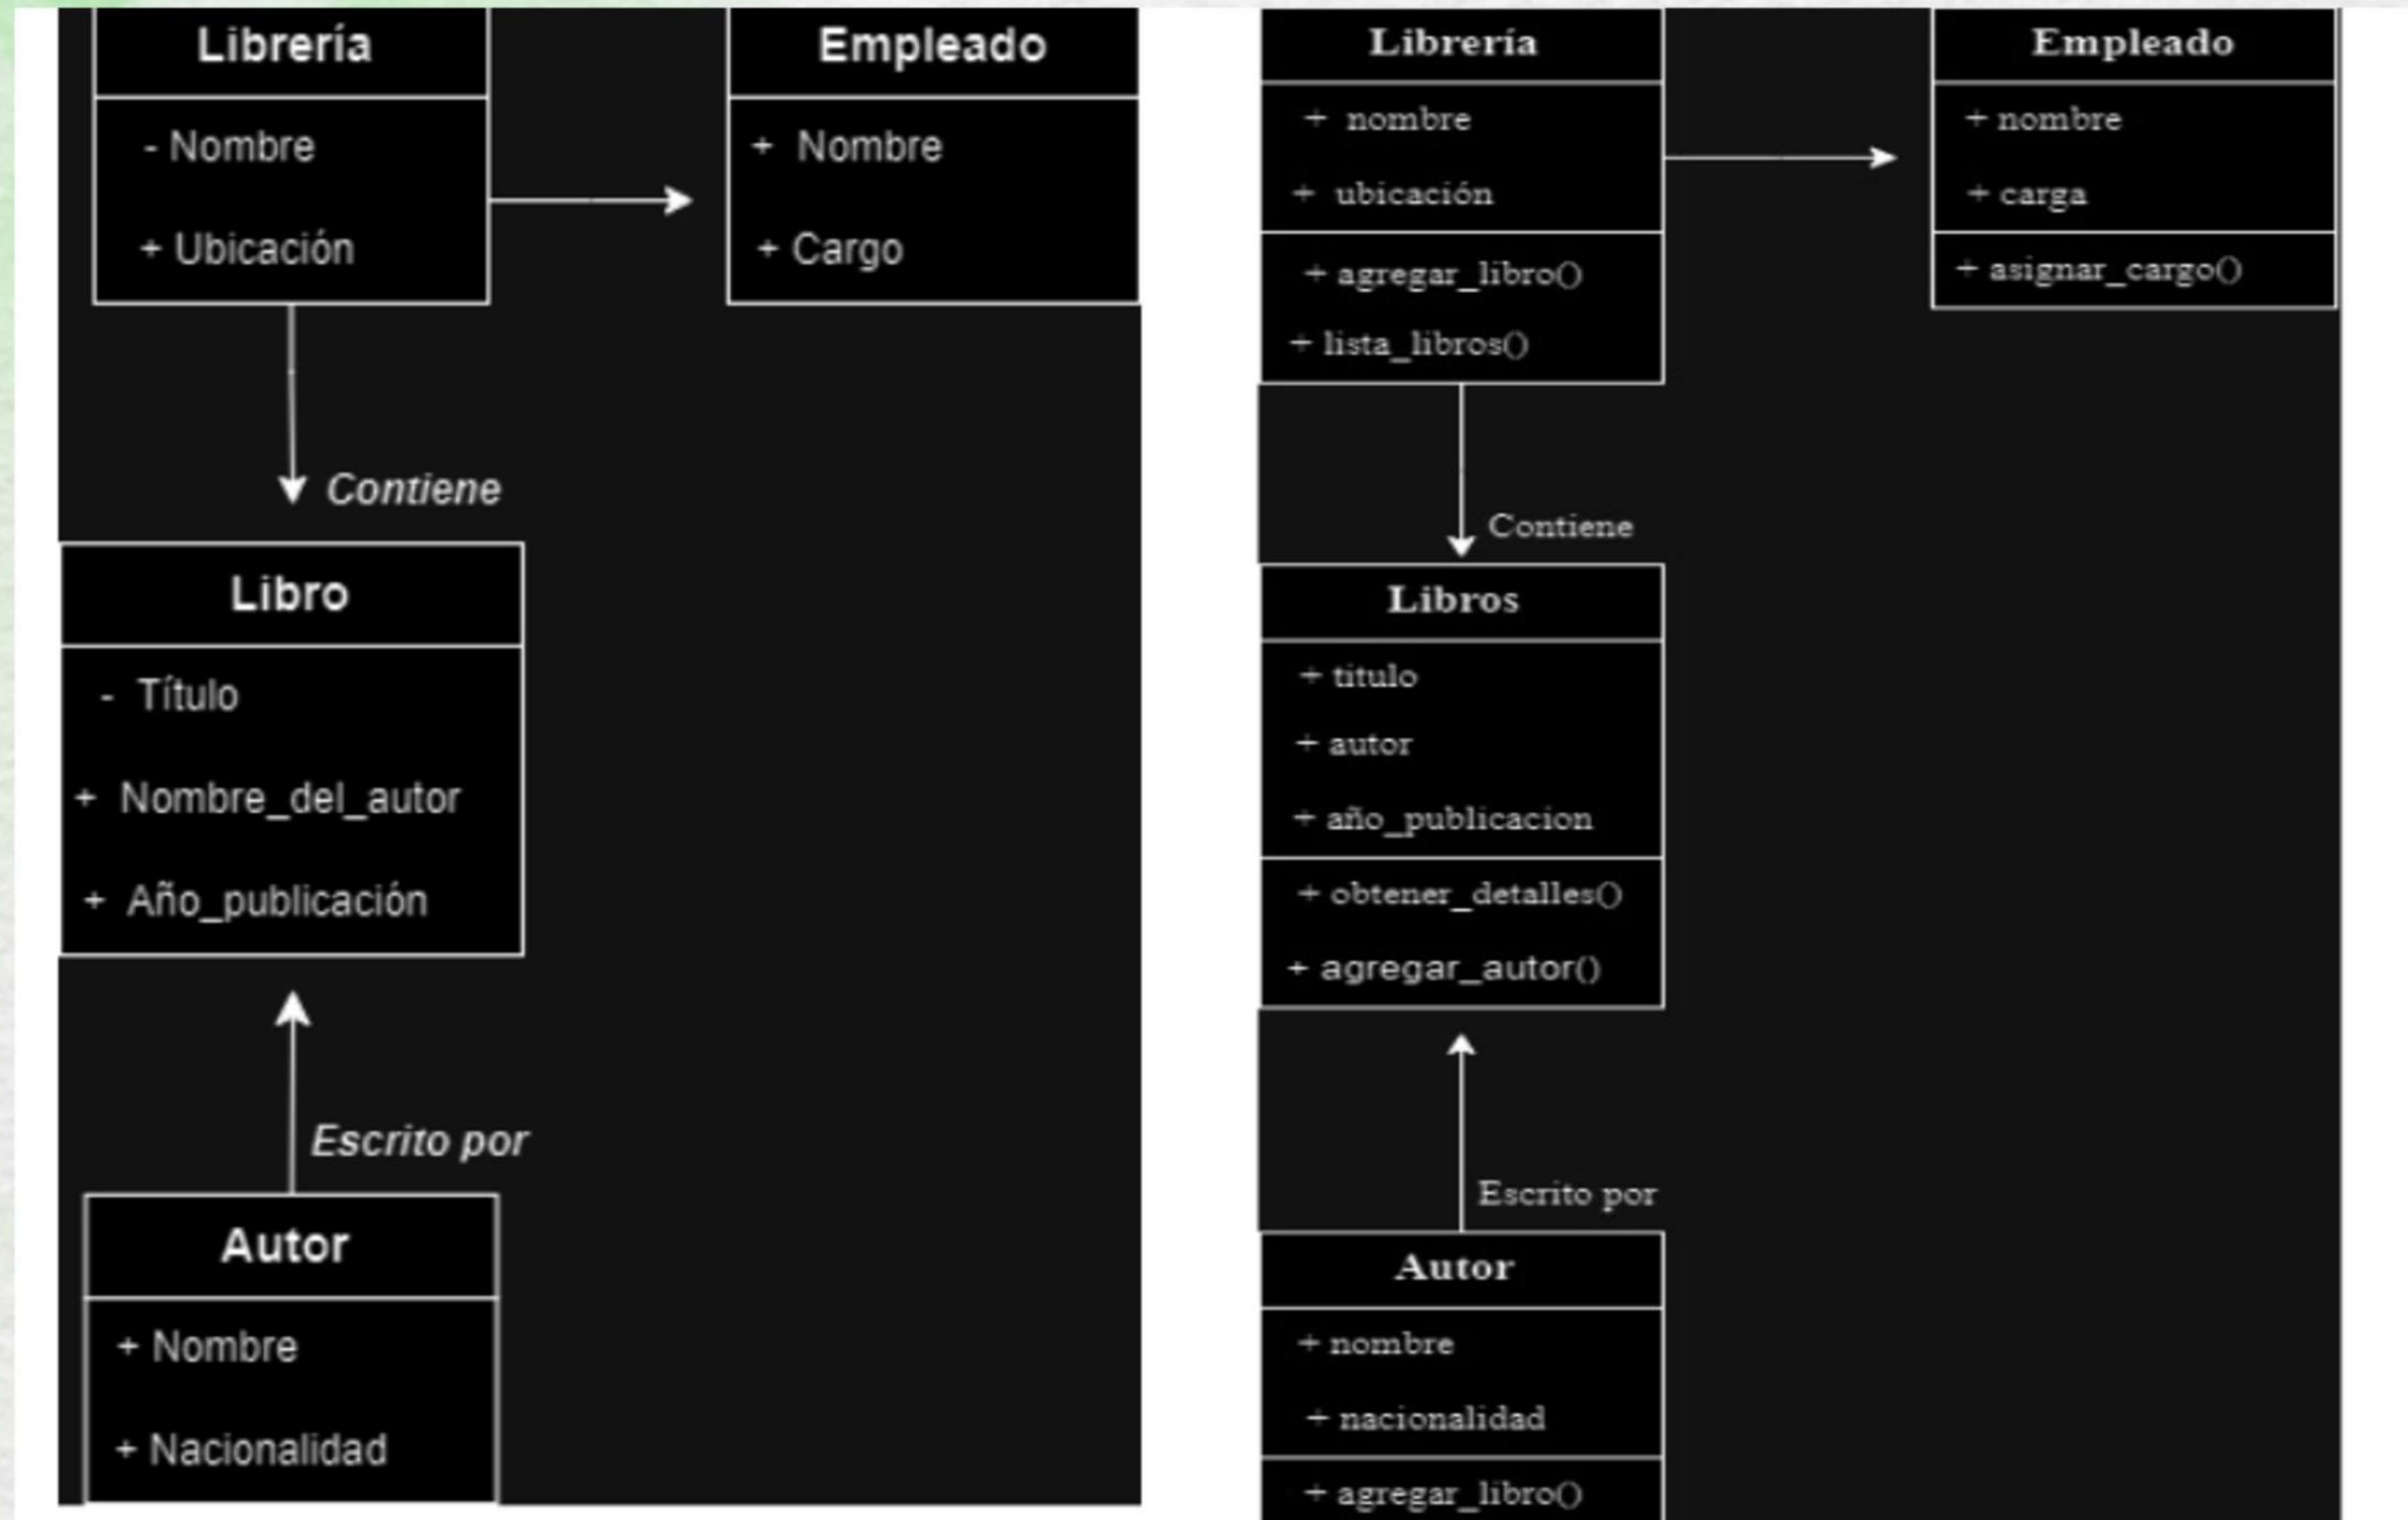 Librería
- Nombre
+ Ubicación
Empleado
+ Nombre
+ Cargo
Contiene
Libro
- Título
+ Nombre_del_autor
+ Año_publicación
Escrito por
Autor
+ Nombre
+ Nacionalidad
Librería
+ nombre
+ ubicación
+ agregar_libro()
+ lista_libros()
Empleado
+ nombre
+ carga
+ asignar_cargo()
Contiene
Libros
+ titulo
+ autor
+ año_publicacion
+ obtener_detalles()
+ agregar_autor()
Escrito por
Autor
+ nombre
+ nacionalidad
+ agregar_libro()